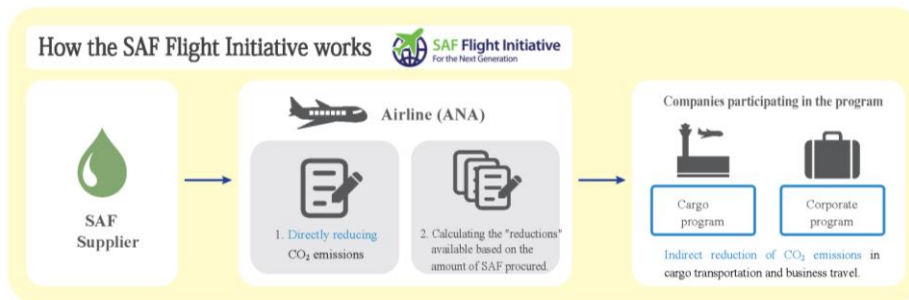 How the SAF Flight Initiative works
SAF Flight Initiative
For the Next Generation
SAF
Supplier
Airline (ANA)
1. Directly reducing
CO₂ emissions
2. Calculating the "reductions"
available based on the
amount of SAF procured.
Companies participating in the program
Cargo
program
Corporate
program
Indirect reduction of CO₂ emissions in
cargo transportation and business travel.